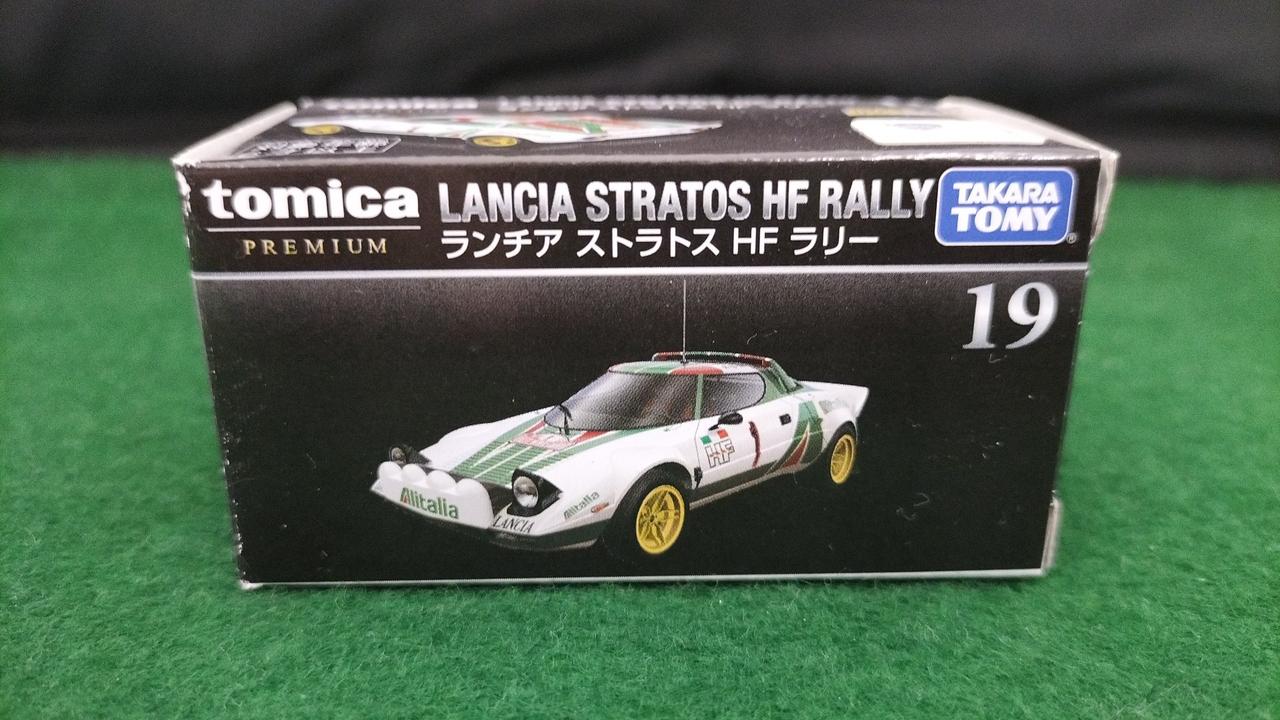 tomica
PREMIUM
LANCIA STRATOS HF RALLY
ランチア ストラトス HF ラリー
TAKARA
TOMY
®
19
HF
1
Alitalia
Alitalia
LANCIA